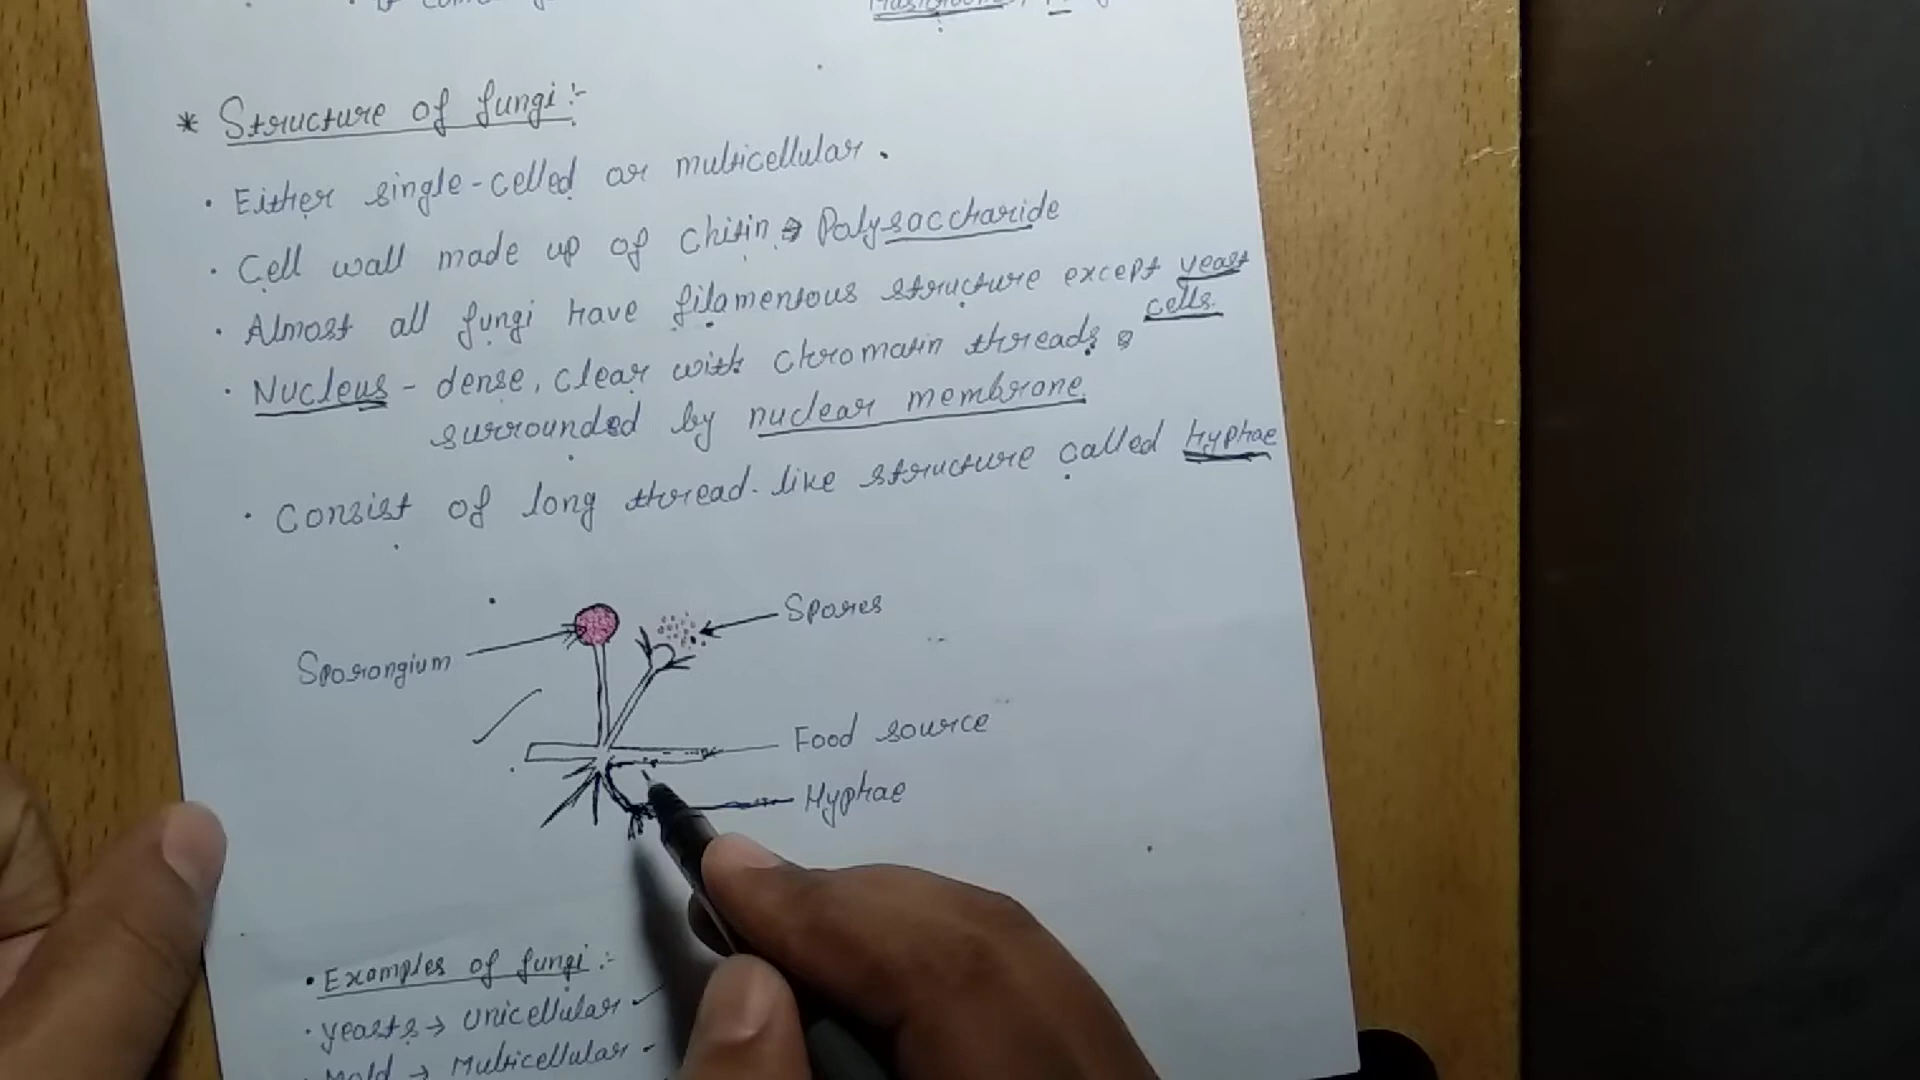 * Structure of fungi :-
· Either single-celled or multicellular.
· Cell wall made up of chitin → Polysaccharide
· Almost all fungi have filamentous structure except yeast
cells.
· Nucleus - dense, clear with chromatin threads
surrounded by nuclear membrane.
· Consist of long thread-like structure called Hyphae
Spores
Sporangium
Food source
Hyphae
· Examples of fungi :-
· yeasts → Unicellular
· Mold → Multicellular